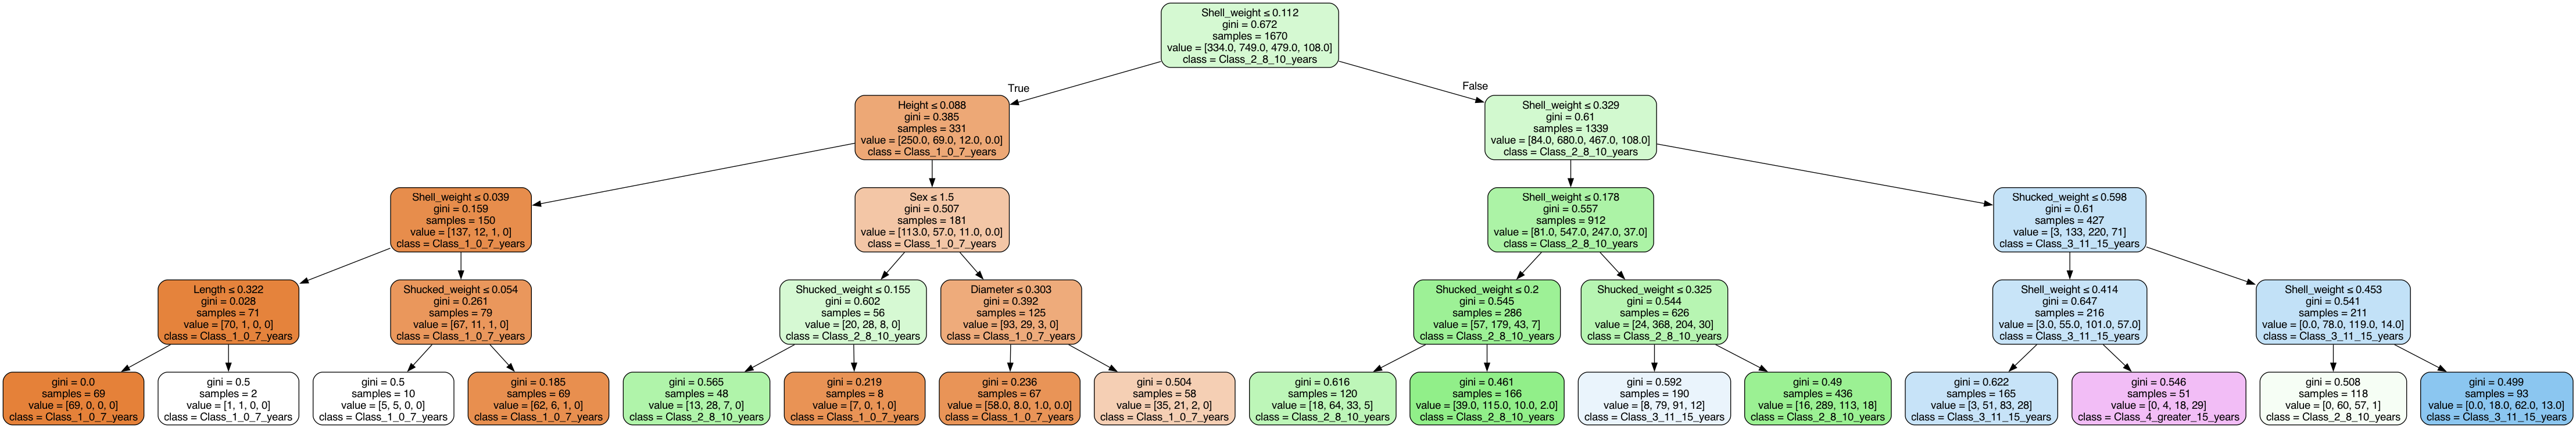 Shell_weight ≤ 0.112
gini = 0.672
samples = 1670
value = [334.0, 749.0, 479.0, 108.0]
class = Class_2_8_10_years
True
False
Height ≤ 0.088
gini = 0.385
samples = 331
value = [250.0, 69.0, 12.0, 0.0]
class = Class_1_0_7_years
Shell_weight ≤ 0.329
gini = 0.61
samples = 1339
value = [84.0, 680.0, 467.0, 108.0]
class = Class_2_8_10_years
Shell_weight ≤ 0.039
gini = 0.159
samples = 150
value = [137, 12, 1, 0]
class = Class_1_0_7_years
Sex ≤ 1.5
gini = 0.507
samples = 181
value = [113.0, 57.0, 11.0, 0.0]
class = Class_1_0_7_years
Shell_weight ≤ 0.178
gini = 0.557
samples = 912
value = [81.0, 547.0, 247.0, 37.0]
class = Class_2_8_10_years
Shucked_weight ≤ 0.598
gini = 0.61
samples = 427
value = [3, 133, 220, 71]
class = Class_3_11_15_years
Length ≤ 0.322
gini = 0.028
samples = 71
value = [70, 1, 0, 0]
class = Class_1_0_7_years
Shucked_weight ≤ 0.054
gini = 0.261
samples = 79
value = [67, 11, 1, 0]
class = Class_1_0_7_years
Shucked_weight ≤ 0.155
gini = 0.602
samples = 56
value = [20, 28, 8, 0]
class = Class_2_8_10_years
Diameter ≤ 0.303
gini = 0.392
samples = 125
value = [93, 29, 3, 0]
class = Class_1_0_7_years
Shucked_weight ≤ 0.2
gini = 0.545
samples = 286
value = [57, 179, 43, 7]
class = Class_2_8_10_years
Shucked_weight ≤ 0.325
gini = 0.544
samples = 626
value = [24, 368, 204, 30]
class = Class_2_8_10_years
Shell_weight ≤ 0.414
gini = 0.647
samples = 216
value = [3.0, 55.0, 101.0, 57.0]
class = Class_3_11_15_years
Shell_weight ≤ 0.453
gini = 0.541
samples = 211
value = [0.0, 78.0, 119.0, 14.0]
class = Class_3_11_15_years
gini = 0.0
samples = 69
value = [69, 0, 0, 0]
class = Class_1_0_7_years
gini = 0.5
samples = 2
value = [1, 1, 0, 0]
class = Class_1_0_7_years
gini = 0.5
samples = 10
value = [5, 5, 0, 0]
class = Class_1_0_7_years
gini = 0.185
samples = 69
value = [62, 6, 1, 0]
class = Class_1_0_7_years
gini = 0.565
samples = 48
value = [13, 28, 7, 0]
class = Class_2_8_10_years
gini = 0.219
samples = 8
value = [7, 0, 1, 0]
class = Class_1_0_7_years
gini = 0.236
samples = 67
value = [58.0, 8.0, 1.0, 0.0]
class = Class_1_0_7_years
gini = 0.504
samples = 58
value = [35, 21, 2, 0]
class = Class_1_0_7_years
gini = 0.616
samples = 120
value = [18, 64, 33, 5]
class = Class_2_8_10_years
gini = 0.461
samples = 166
value = [39.0, 115.0, 10.0, 2.0]
class = Class_2_8_10_years
gini = 0.592
samples = 190
value = [8, 79, 91, 12]
class = Class_3_11_15_years
gini = 0.49
samples = 436
value = [16, 289, 113, 18]
class = Class_2_8_10_years
gini = 0.622
samples = 165
value = [3, 51, 83, 28]
class = Class_3_11_15_years
gini = 0.546
samples = 51
value = [0, 4, 18, 29]
class = Class_4_greater_15_years
gini = 0.508
samples = 118
value = [0, 60, 57, 1]
class = Class_2_8_10_years
gini = 0.499
samples = 93
value = [0.0, 18.0, 62.0, 13.0]
class = Class_3_11_15_years